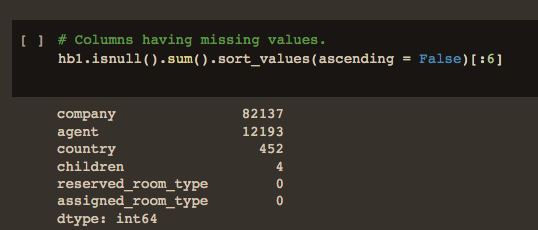 [ ] # Columns having missing values.
hb1.isnull().sum().sort_values(ascending = False)[:6]
company 82137
agent 12193
country 452
children 4
reserved_room_type 0
assigned_room_type 0
dtype: int64